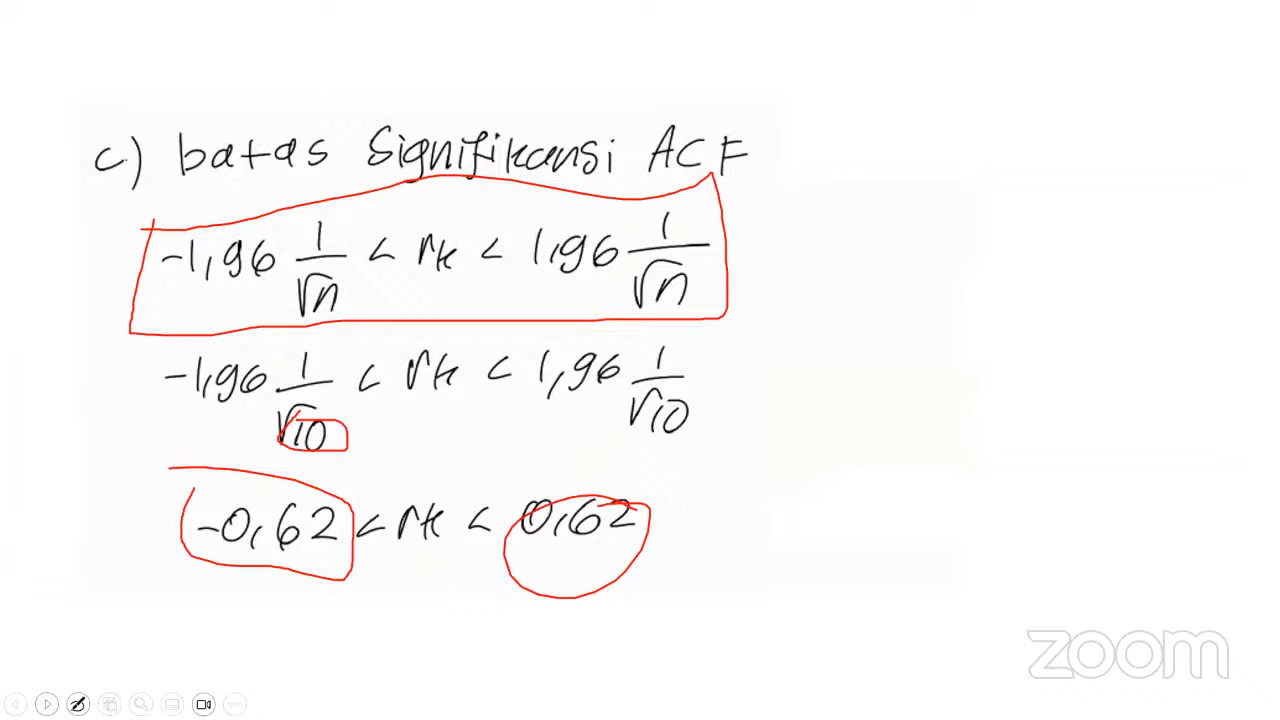 c) batas Signifikansi ACF
-1,96 1/√n < rk < 1,96 1/√n
-1,96 1/√10 < rk < 1,96 1/√10
-0,62 < rk < 0,62
zoom